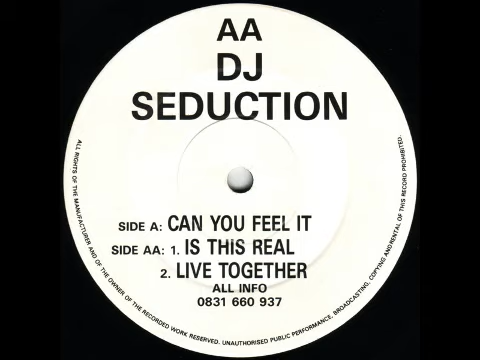 AA
DJ
SEDUCTION
SIDE A: CAN YOU FEEL IT
SIDE AA: 1. IS THIS REAL
2. LIVE TOGETHER
ALL INFO
0831 660 937
ALL RIGHTS OF THE MANUFACTURER AND OF THE OWNER OF THE RECORDED WORK RESERVED. UNAUTHORISED PUBLIC PERFORMANCE, BROADCASTING, COPYING ANDRENTAL OF THIS RECORD PROHIBITED.